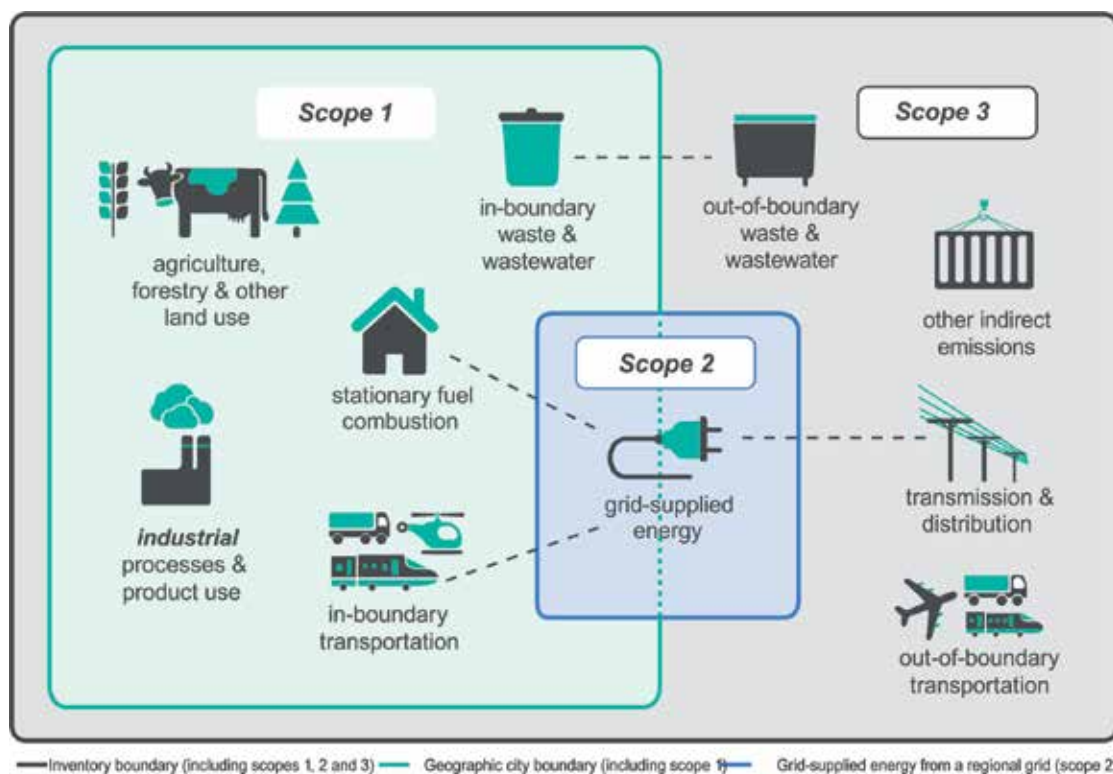 Scope 1
Scope 3
in-boundary
waste &
wastewater
out-of-boundary
waste &
wastewater
agriculture,
forestry & other
land use
other indirect
emissions
Scope 2
stationary fuel
combustion
grid-supplied
energy
transmission &
distribution
industrial
processes &
product use
in-boundary
transportation
out-of-boundary
transportation
Inventory boundary (including scopes 1, 2 and 3)
Geographic city boundary (including scope 1)
Grid-supplied energy from a regional grid (scope 2